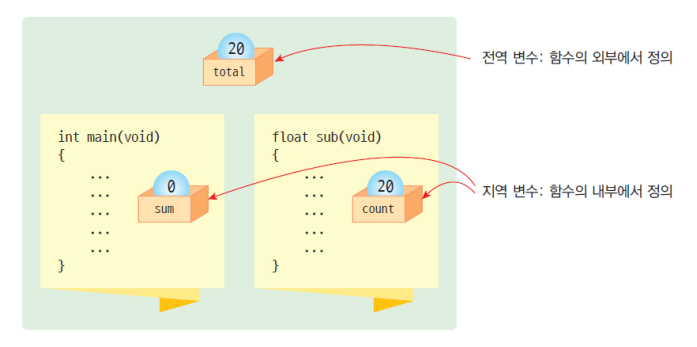 20
total
전역 변수: 함수의 외부에서 정의
int main(void)
{
...
...
...
...
...
}
0
sum
float sub(void)
{
...
...
...
...
...
}
20
count
지역 변수: 함수의 내부에서 정의